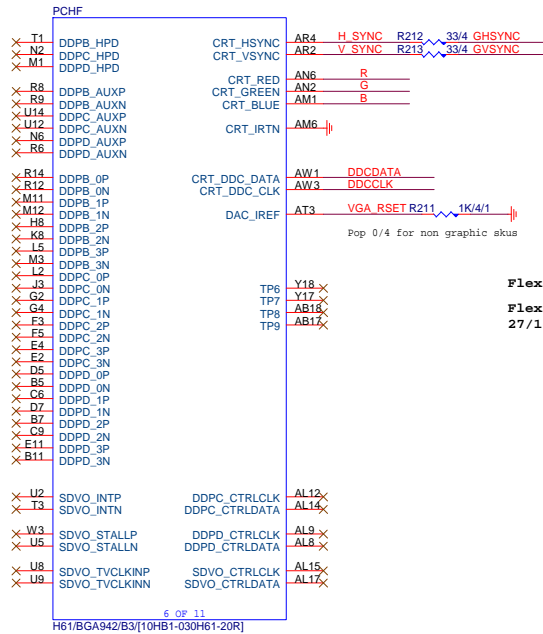 PCHF
T1 DDPB_HPD CRT_HSYNC AR4 H_SYNC R212 33/4 GHSYNC
N2 DDPC_HPD CRT_VSYNC AR2 V_SYNC R213 33/4 GVSYNC
M1 DDPD_HPD
CRT_RED AN6 R
R8 DDPB_AUXP CRT_GREEN AN2 G
R9 DDPB_AUXN CRT_BLUE AM1 B
U14 DDPC_AUXP
U12 DDPC_AUXN CRT_IRTN AM6
N6 DDPD_AUXP
R6 DDPD_AUXN
R14 DDPB_0P CRT_DDC_DATA AW1 DDCDATA
R12 DDPB_0N CRT_DDC_CLK AW3 DDCCLK
M11 DDPB_1P
M12 DDPB_1N DAC_IREF AT3 VGA_RSET R211 1K/4/1
H8 DDPB_2P
K8 DDPB_2N Pop 0/4 for non graphic skus
L5 DDPB_3P
M3 DDPB_3N
L2 DDPC_0P
J3 DDPC_0N TP6 Y18 Flex
G2 DDPC_1P TP7 Y17
G4 DDPC_1N TP8 AB18 Flex
F3 DDPC_2P TP9 AB17 27/1
F5 DDPC_2N
E4 DDPC_3P
E2 DDPC_3N
D5 DDPD_0P
B5 DDPD_0N
C6 DDPD_1P
D7 DDPD_1N
B7 DDPD_2P
C9 DDPD_2N
E11 DDPD_3P
B11 DDPD_3N
U2 SDVO_INTP DDPC_CTRLCLK AL12
T3 SDVO_INTN DDPC_CTRLDATA AL14
W3 SDVO_STALLP DDPD_CTRLCLK AL9
U5 SDVO_STALLN DDPD_CTRLDATA AL8
U8 SDVO_TVCLKINP SDVO_CTRLCLK AL15
U9 SDVO_TVCLKINN SDVO_CTRLDATA AL17
6 OF 11
H61/BGA942/B3/[10HB1-030H61-20R]